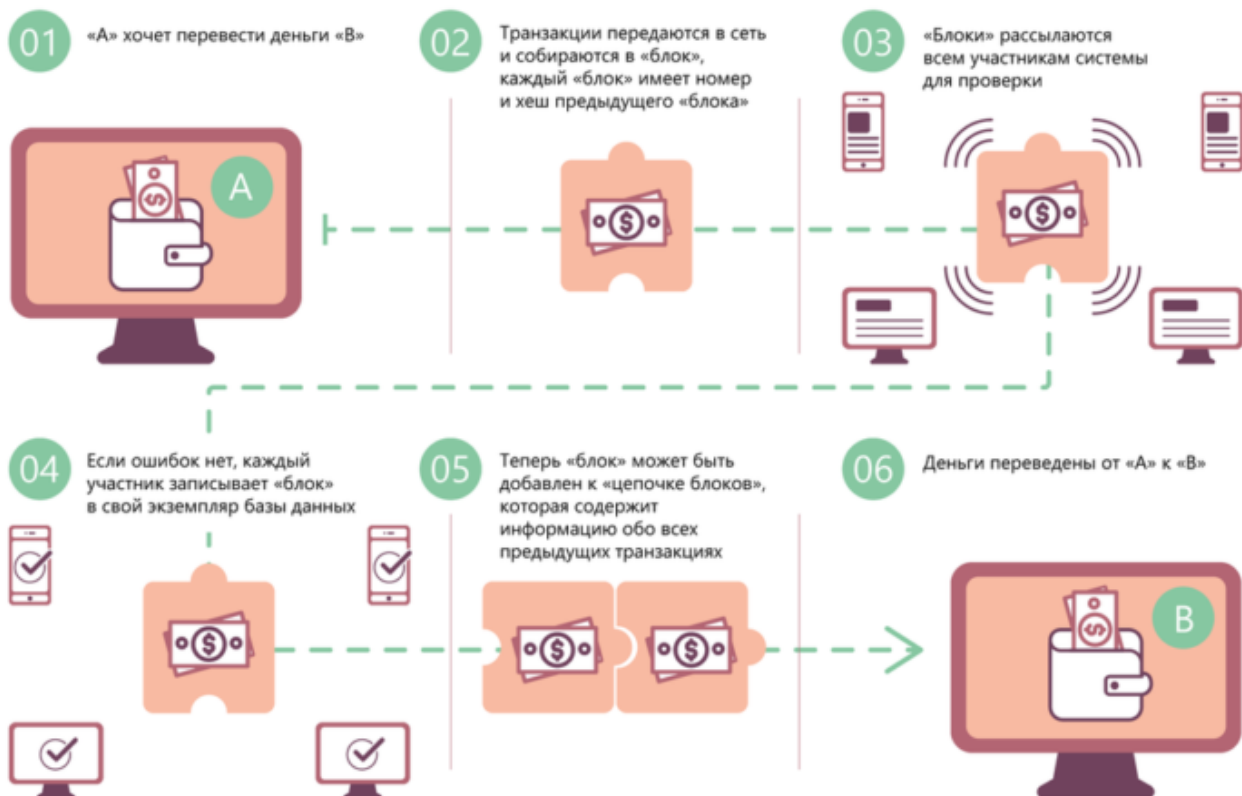 01
«А» хочет перевести деньги «В»
02
Транзакции передаются в сеть
и собираются в «блок»,
каждый «блок» имеет номер
и хеш предыдущего «блока»
03
«Блоки» рассылаются
всем участникам системы
для проверки
A
04
Если ошибок нет, каждый
участник записывает «блок»
в свой экземпляр базы данных
05
Теперь «блок» может быть
добавлен к «цепочке блоков»,
которая содержит
информацию обо всех
предыдущих транзакциях
06
Деньги переведены от «А» к «В»
B